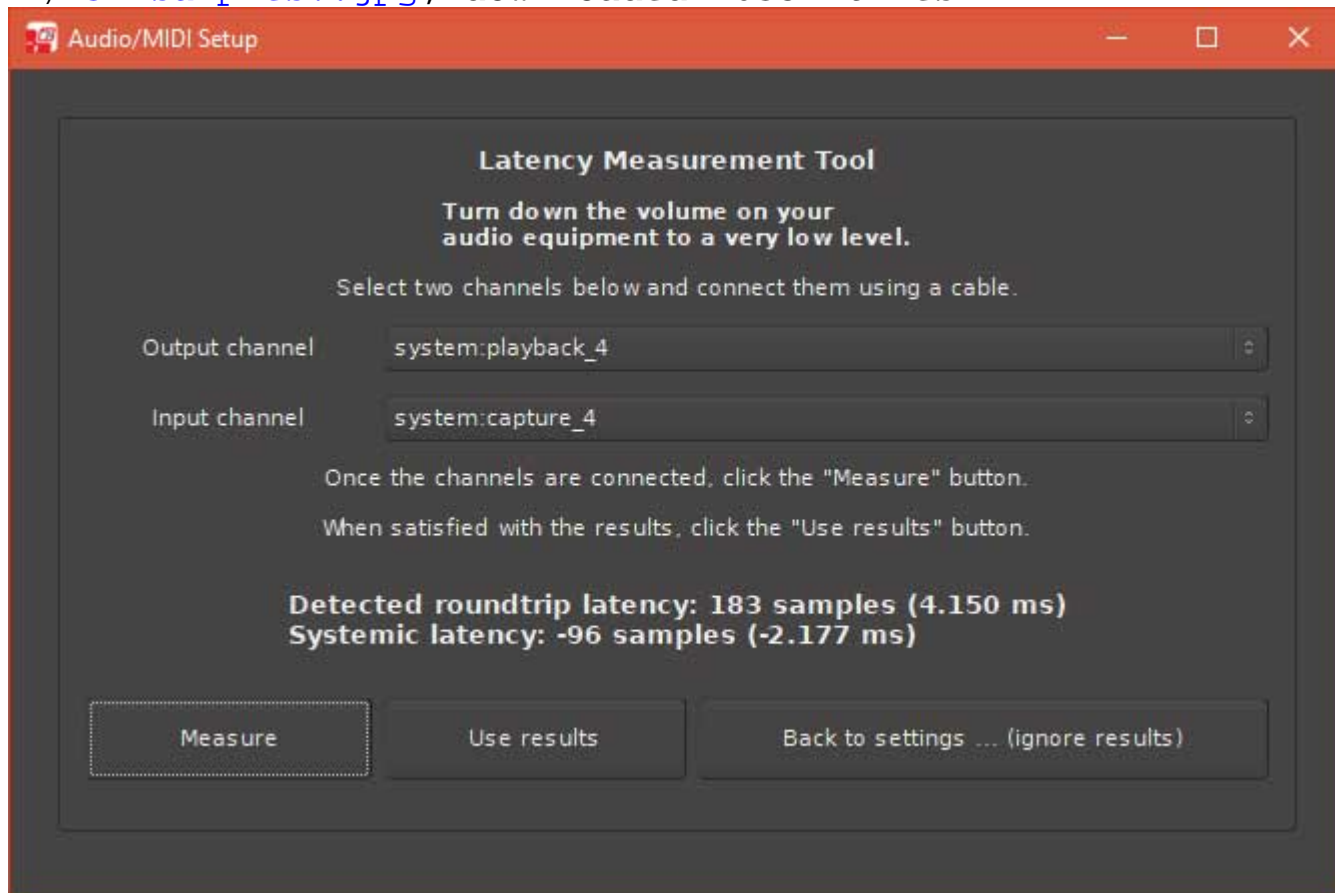 Audio/MIDI Setup
Latency Measurement Tool
Turn down the volume on your
audio equipment to a very low level.
Select two channels below and connect them using a cable.
Output channel system:playback_4
Input channel system:capture_4
Once the channels are connected, click the "Measure" button.
When satisfied with the results, click the "Use results" button.
Detected roundtrip latency: 183 samples (4.150 ms)
Systemic latency: -96 samples (-2.177 ms)
Measure Use results Back to settings ... (ignore results)